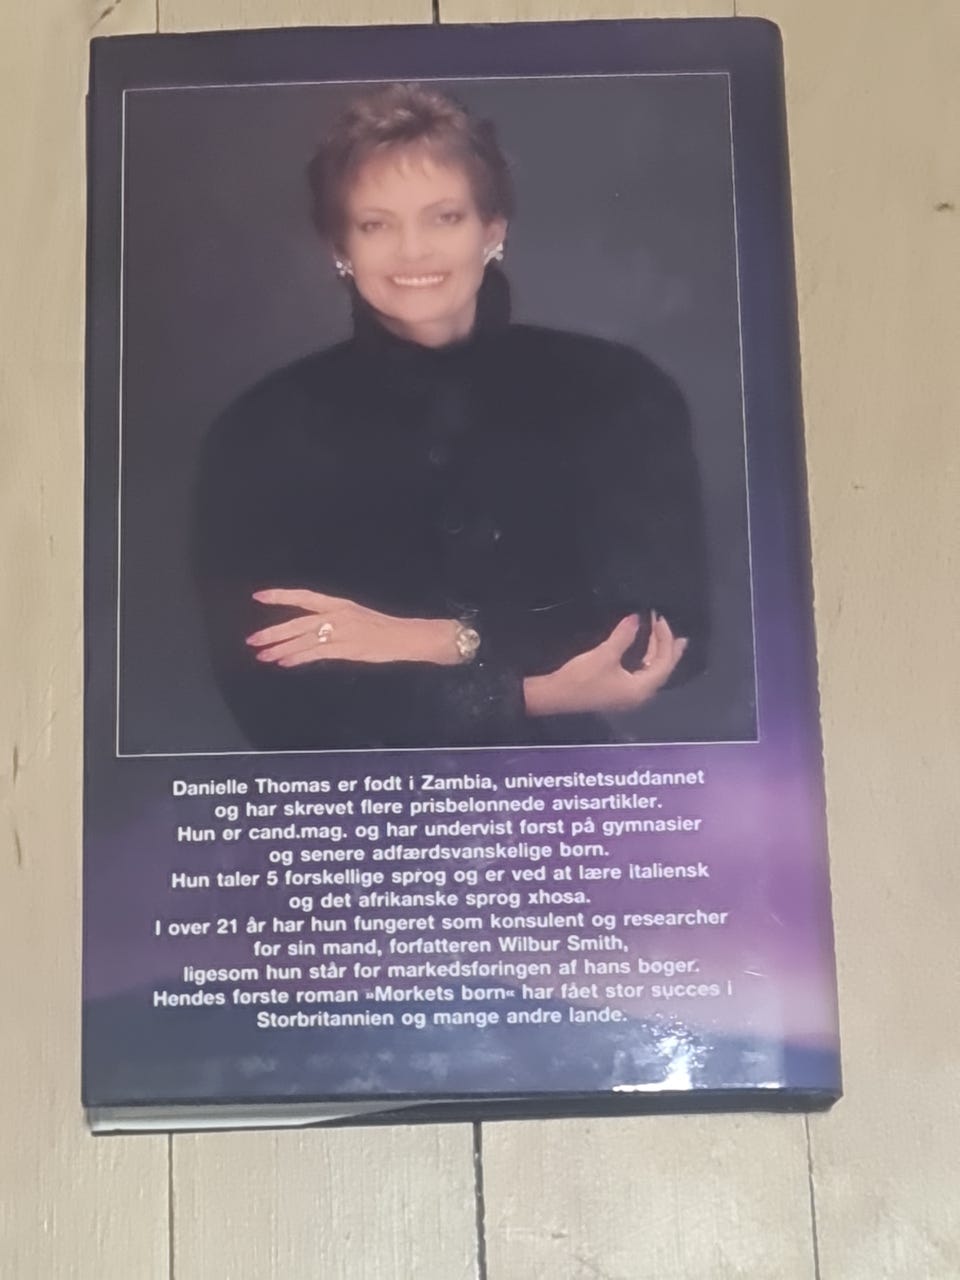 Danielle Thomas er født i Zambia, universitetsuddannet
og har skrevet flere prisbelønnede avisartikler.
Hun er cand.mag. og har undervist først på gymnasier
og senere adfærdsvanskelige børn.
Hun taler 5 forskellige sprog og er ved at lære italiensk
og det afrikanske sprog xhosa.
I over 21 år har hun fungeret som konsulent og researcher
for sin mand, forfatteren Wilbur Smith,
ligesom hun står for markedsføringen af hans bøger.
Hendes første roman »Mørkets børn« har fået stor succes i
Storbritannien og mange andre lande.